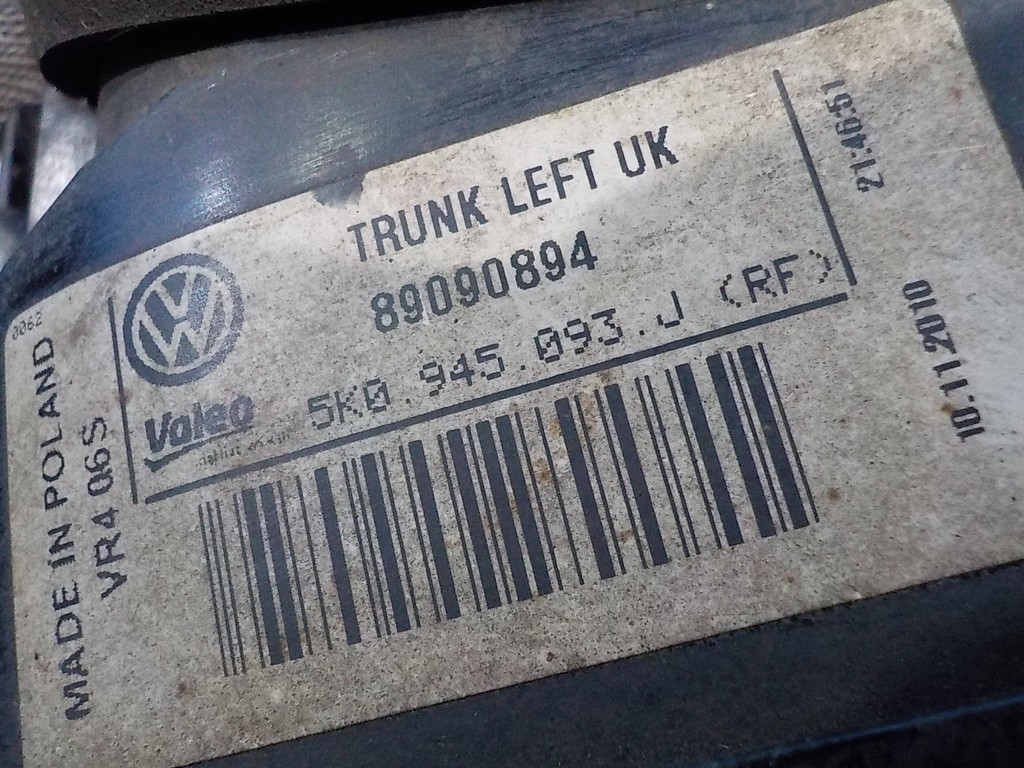 TRUNK LEFT UK
89090894
5K0.945.093.J (RF)
Valeo
0062
MADE IN POLAND
VR4 06S
21:46:51
10.11.2010